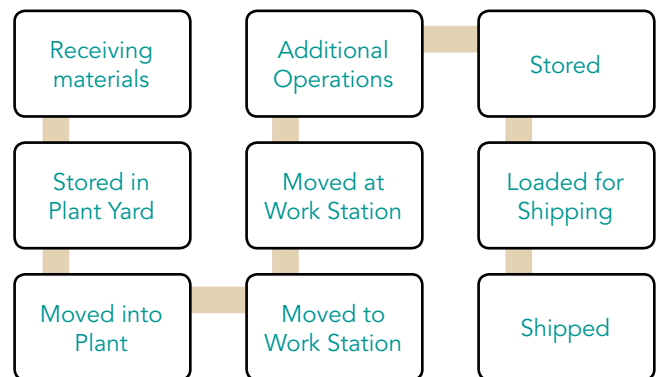 Receiving
materials
Stored in
Plant Yard
Moved into
Plant
Moved to
Work Station
Moved at
Work Station
Additional
Operations
Stored
Loaded for
Shipping
Shipped